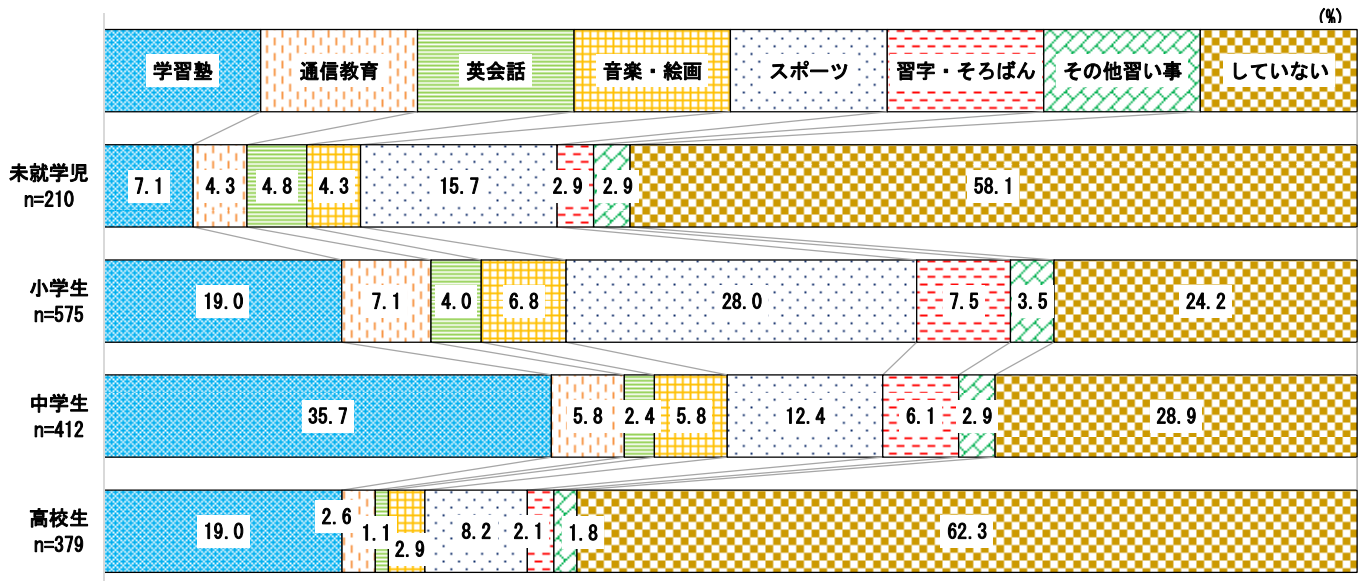 (%)
学習塾 通信教育 英会話 音楽・絵画 スポーツ 習字・そろばん その他習い事 していない
未就学児
n=210
7.1 4.3 4.8 4.3 15.7 2.9 2.9 58.1
小学生
n=575
19.0 7.1 4.0 6.8 28.0 7.5 3.5 24.2
中学生
n=412
35.7 5.8 2.4 5.8 12.4 6.1 2.9 28.9
高校生
n=379
19.0 2.6 1.1 2.9 8.2 2.1 1.8 62.3